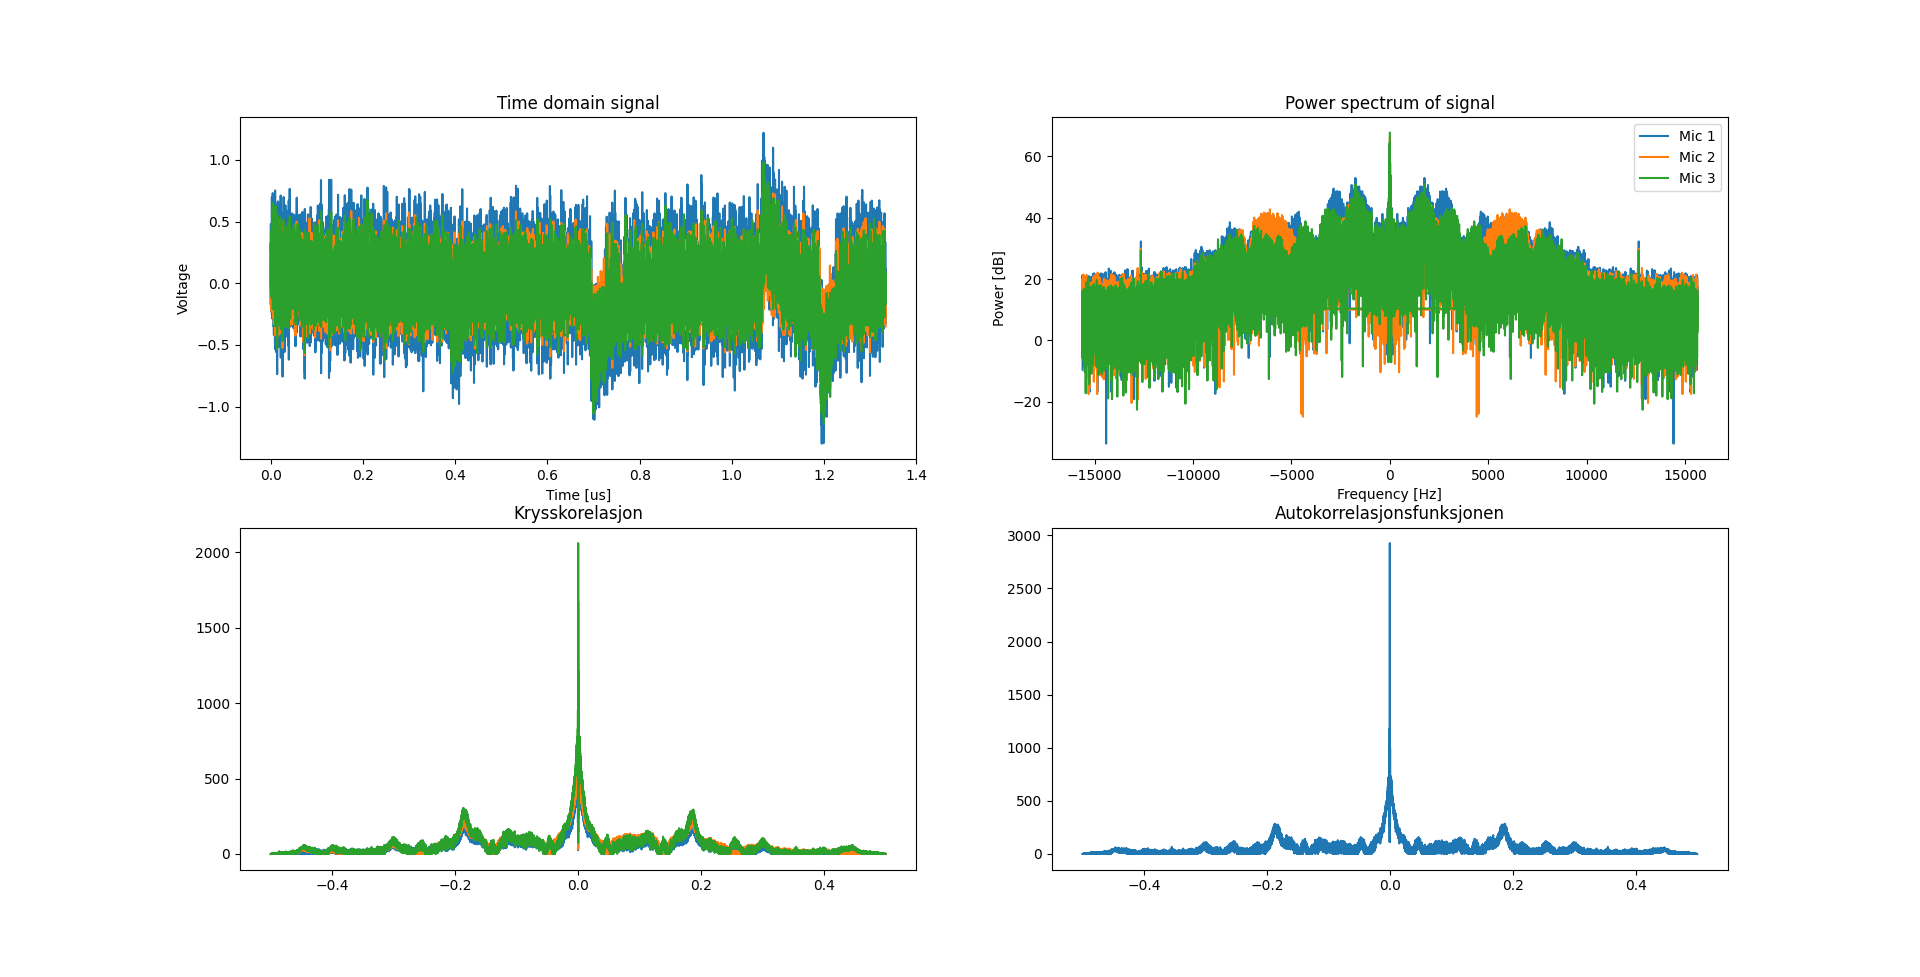 Time domain signal
Voltage
1.0
0.5
0.0
−0.5
−1.0
0.0 0.2 0.4 0.6 0.8 1.0 1.2 1.4
Time [us]
Power spectrum of signal
Power [dB]
60
40
20
0
−20
−15000 −10000 −5000 0 5000 10000 15000
Frequency [Hz]
Mic 1
Mic 2
Mic 3
Krysskorelasjon
2000
1500
1000
500
0
−0.4 −0.2 0.0 0.2 0.4
Autokorrelasjonsfunksjonen
3000
2500
2000
1500
1000
500
0
−0.4 −0.2 0.0 0.2 0.4